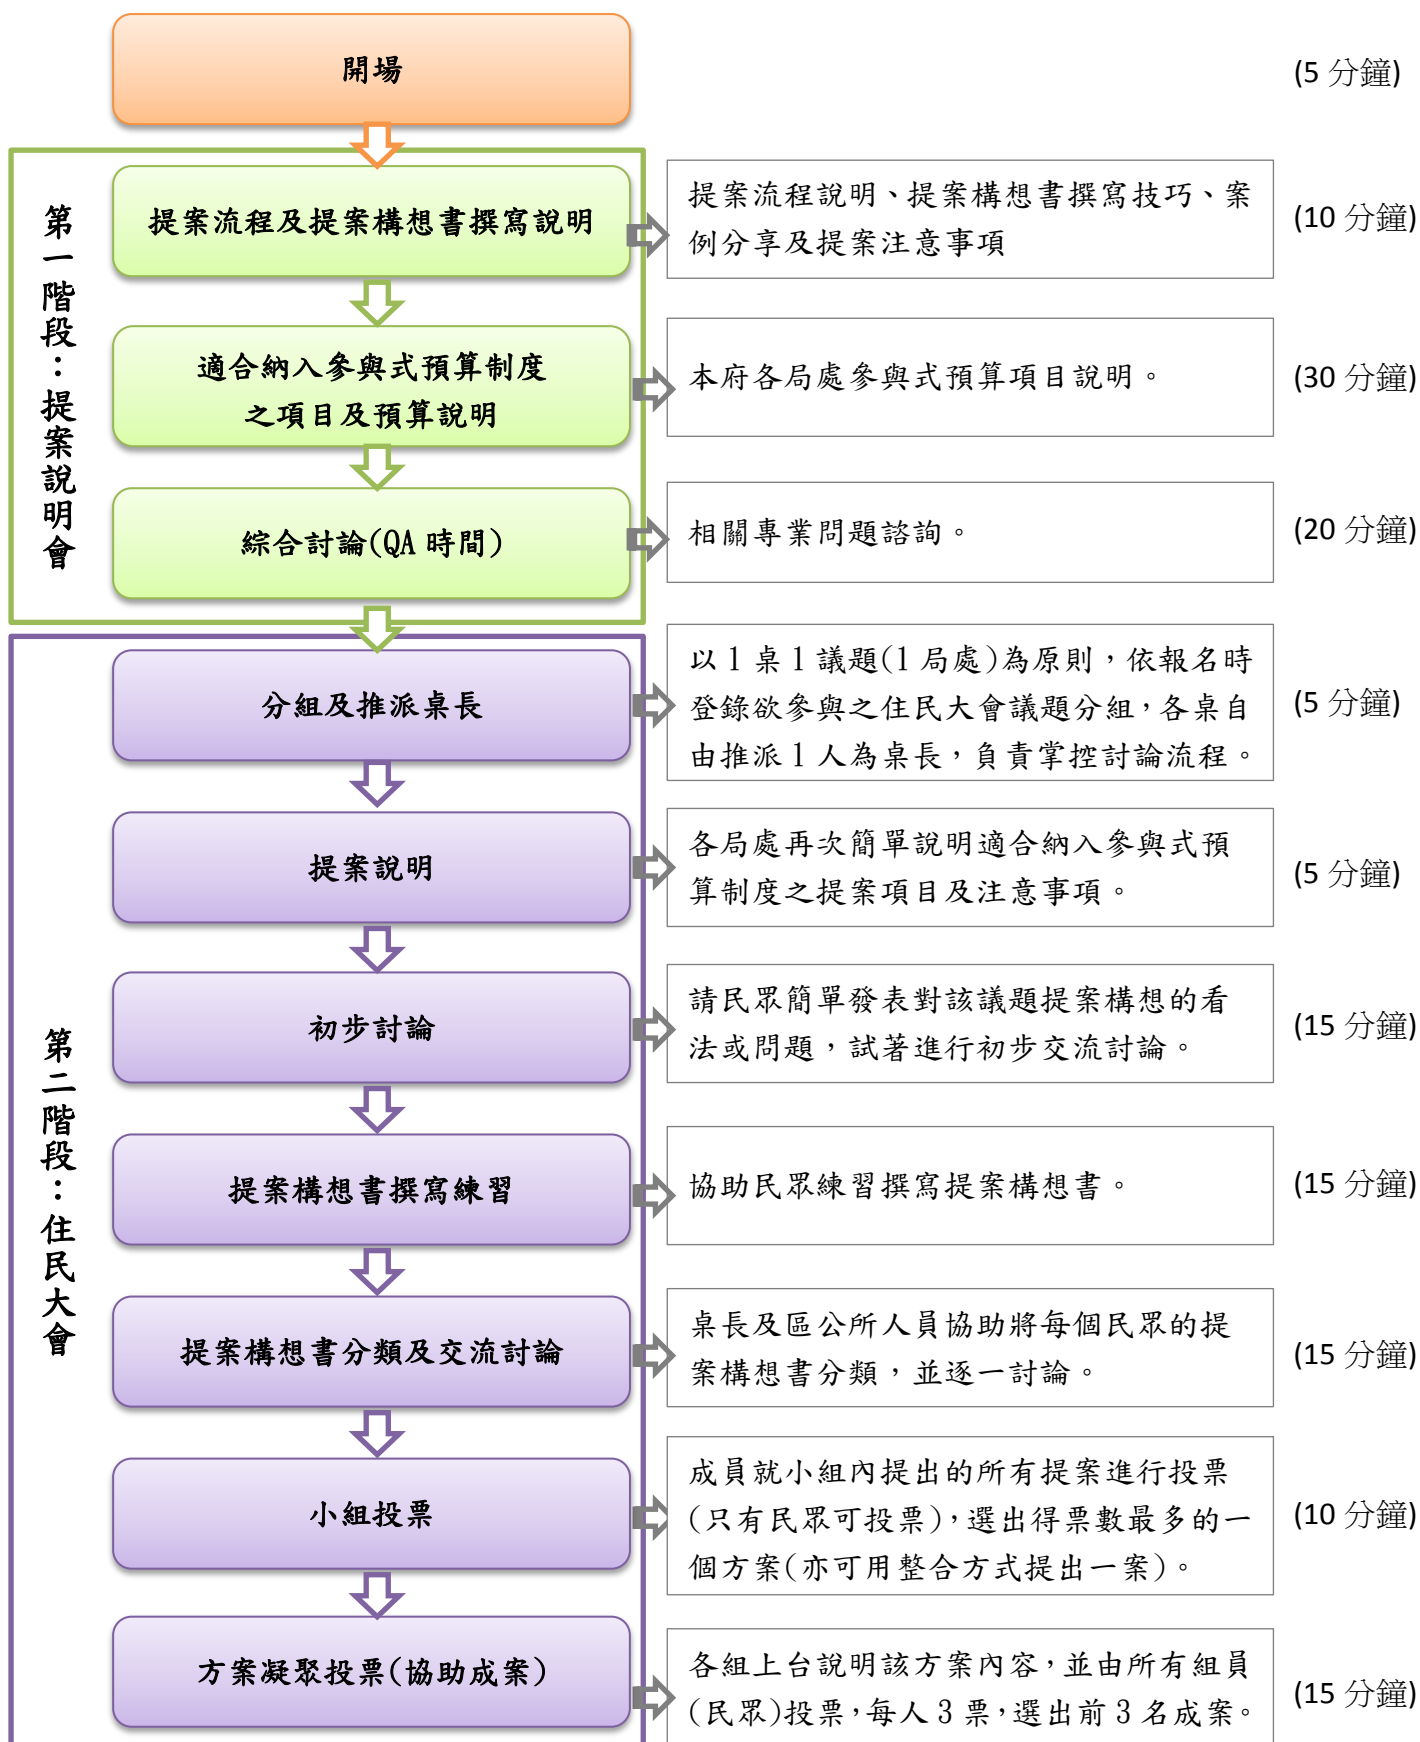 開場
(5 分鐘)
第一階段：提案說明會
提案流程及提案構想書撰寫說明
提案流程說明、提案構想書撰寫技巧、案
例分享及提案注意事項
(10 分鐘)
適合納入參與式預算制度
之項目及預算說明
本府各局處參與式預算項目說明。
(30 分鐘)
綜合討論(QA 時間)
相關專業問題諮詢。
(20 分鐘)
第二階段：住民大會
分組及推派桌長
以 1 桌 1 議題(1 局處)為原則，依報名時
登錄欲參與之住民大會議題分組，各桌自
由推派 1 人為桌長，負責掌控討論流程。
(5 分鐘)
提案說明
各局處再次簡單說明適合納入參與式預
算制度之提案項目及注意事項。
(5 分鐘)
初步討論
請民眾簡單發表對該議題提案構想的看
法或問題，試著進行初步交流討論。
(15 分鐘)
提案構想書撰寫練習
協助民眾練習撰寫提案構想書。
(15 分鐘)
提案構想書分類及交流討論
桌長及區公所人員協助將每個民眾的提
案構想書分類，並逐一討論。
(15 分鐘)
小組投票
成員就小組內提出的所有提案進行投票
(只有民眾可投票)，選出得票數最多的一
個方案(亦可用整合方式提出一案)。
(10 分鐘)
方案凝聚投票(協助成案)
各組上台說明該方案內容，並由所有組員
(民眾)投票，每人 3 票，選出前 3 名成案。
(15 分鐘)